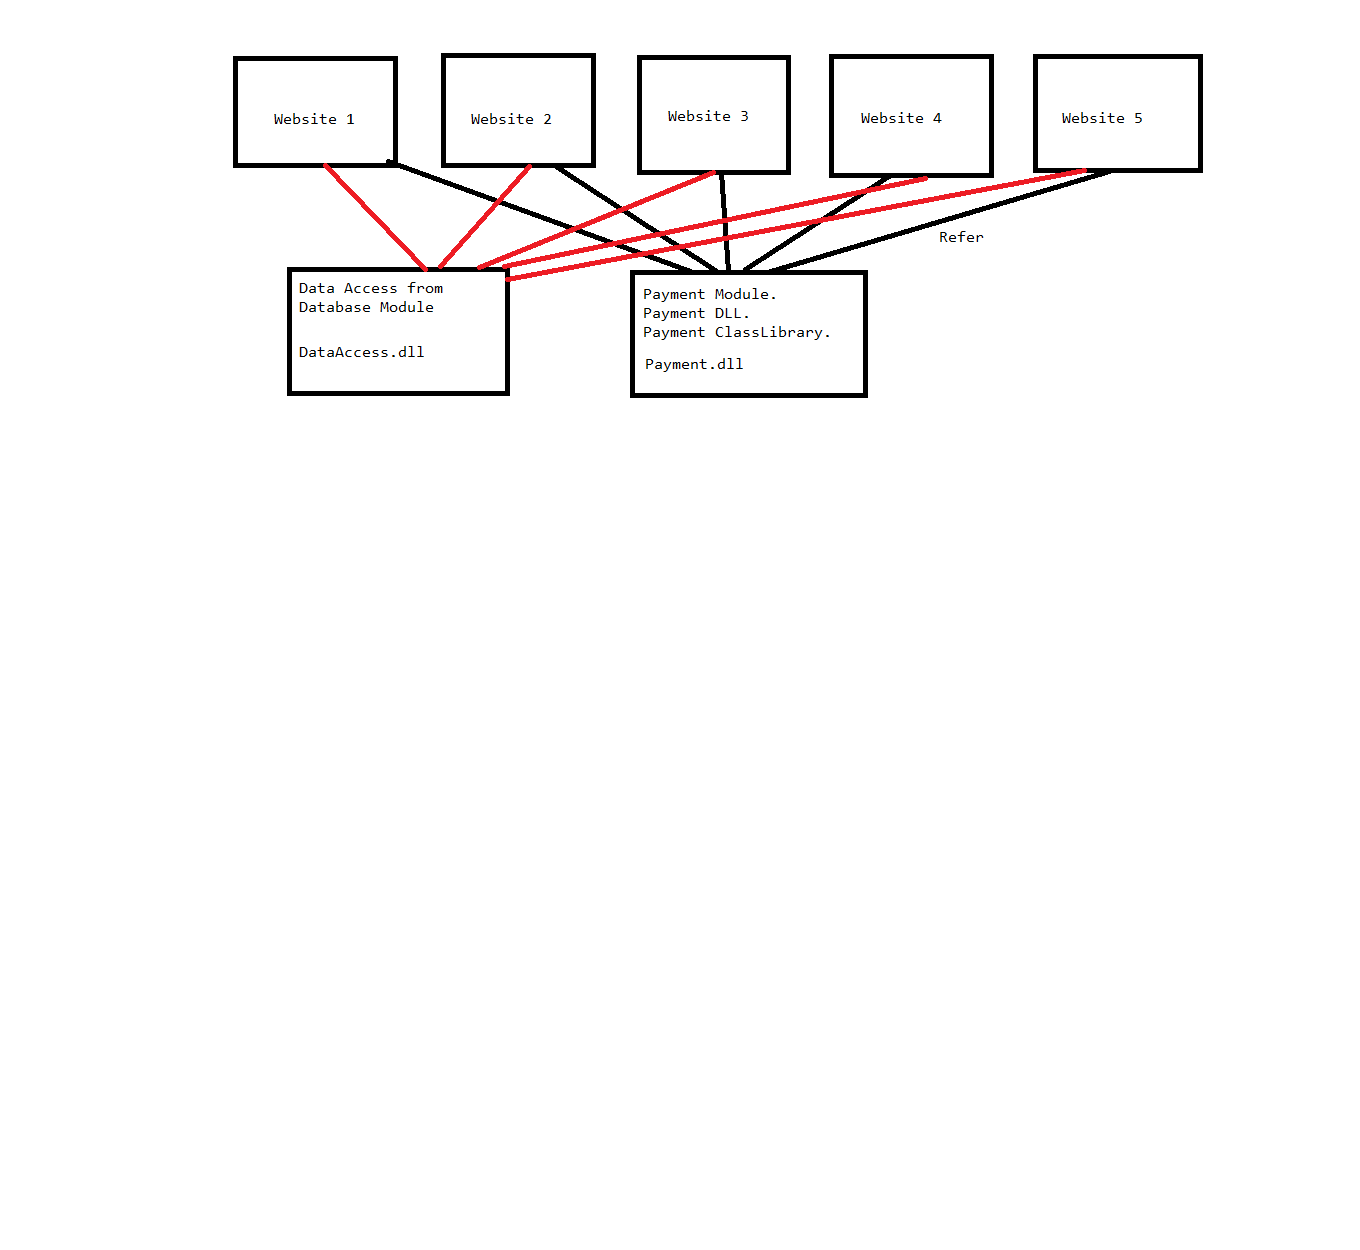 Website 1
Website 2
Website 3
Website 4
Website 5
Refer
Data Access from
Database Module
DataAccess.dll
Payment Module.
Payment DLL.
Payment ClassLibrary.
Payment.dll